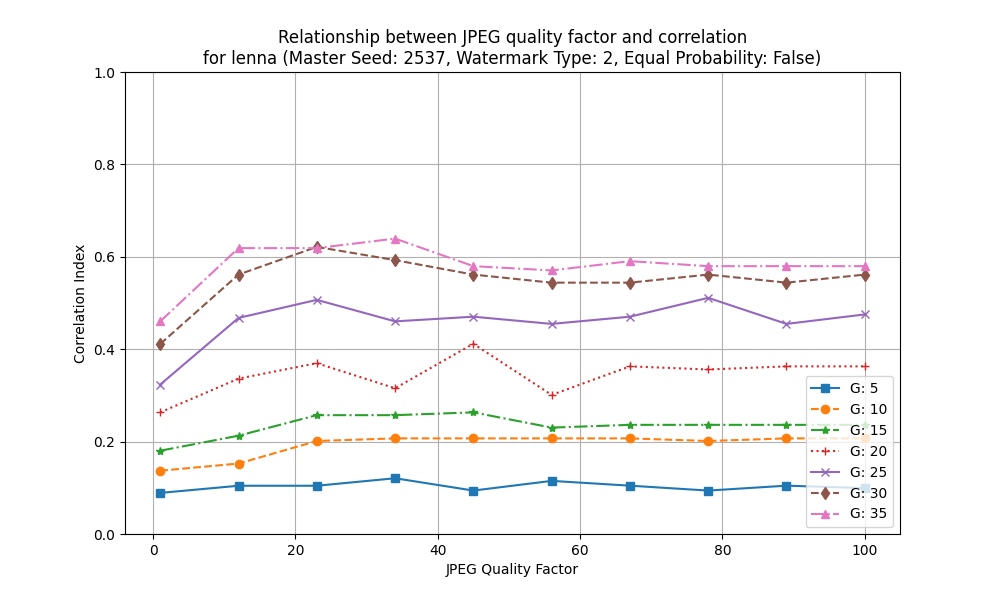 Relationship between JPEG quality factor and correlation
for lenna (Master Seed: 2537, Watermark Type: 2, Equal Probability: False)
1.0
0.8
0.6
0.4
0.2
0.0
Correlation Index
G: 5
G: 10
G: 15
G: 20
G: 25
G: 30
G: 35
0
20
40
60
80
100
JPEG Quality Factor